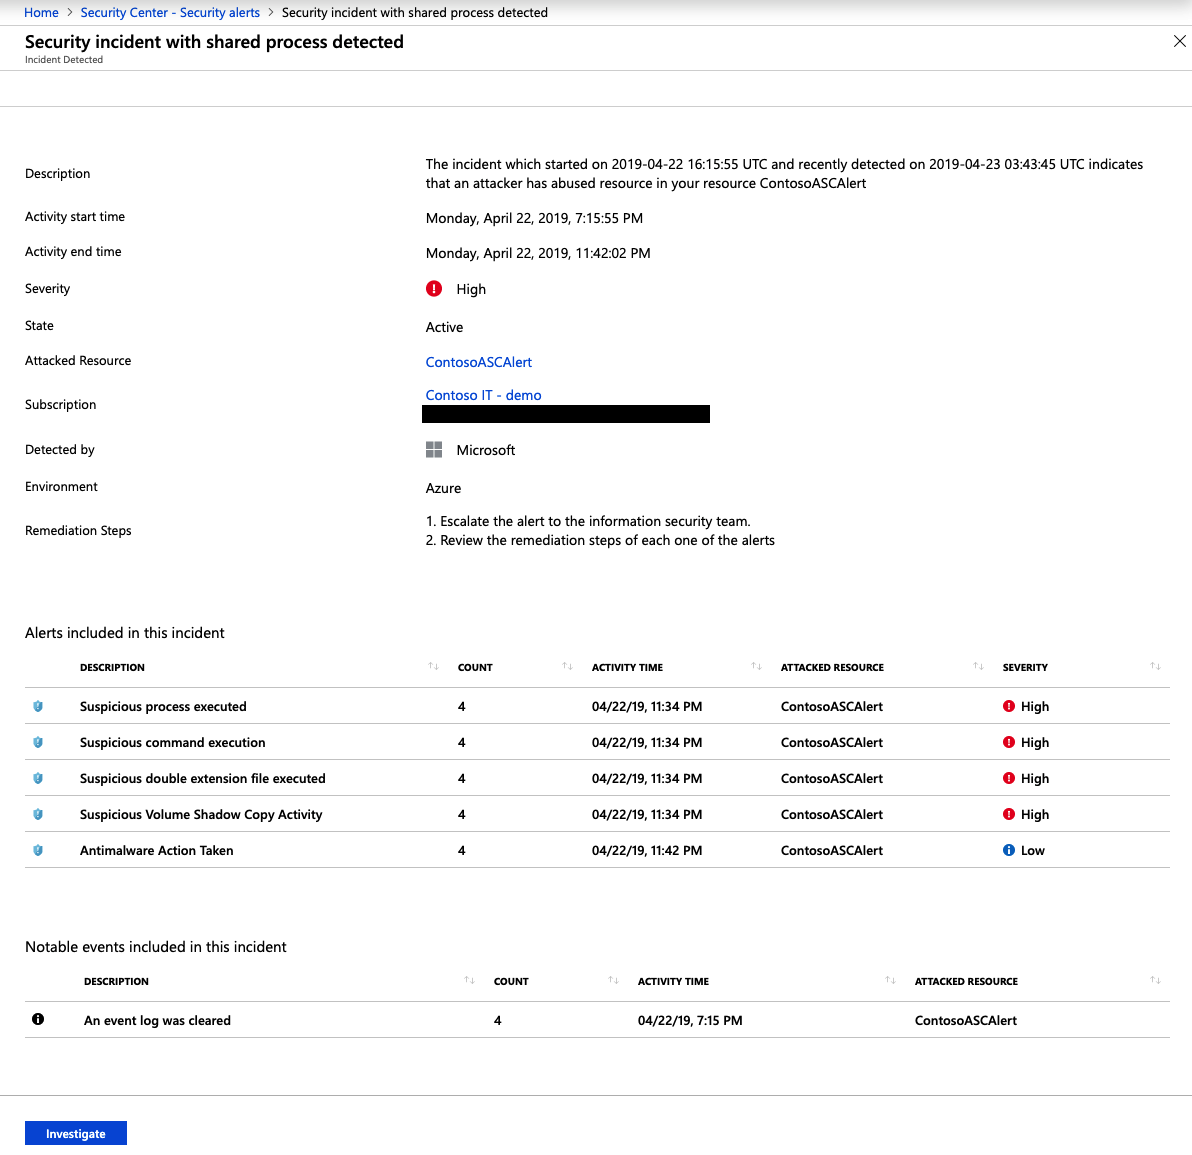 Home > Security Center - Security alerts > Security incident with shared process detected
Security incident with shared process detected
Incident Detected
Description
The incident which started on 2019-04-22 16:15:55 UTC and recently detected on 2019-04-23 03:43:45 UTC indicates
that an attacker has abused resource in your resource ContosoASCAlert
Activity start time Monday, April 22, 2019, 7:15:55 PM
Activity end time Monday, April 22, 2019, 11:42:02 PM
Severity High
State Active
Attacked Resource ContosoASCAlert
Subscription Contoso IT - demo
Detected by Microsoft
Environment Azure
Remediation Steps
1. Escalate the alert to the information security team.
2. Review the remediation steps of each one of the alerts
Alerts included in this incident
DESCRIPTION COUNT ACTIVITY TIME ATTACKED RESOURCE SEVERITY
Suspicious process executed 4 04/22/19, 11:34 PM ContosoASCAlert High
Suspicious command execution 4 04/22/19, 11:34 PM ContosoASCAlert High
Suspicious double extension file executed 4 04/22/19, 11:34 PM ContosoASCAlert High
Suspicious Volume Shadow Copy Activity 4 04/22/19, 11:34 PM ContosoASCAlert High
Antimalware Action Taken 4 04/22/19, 11:42 PM ContosoASCAlert Low
Notable events included in this incident
DESCRIPTION COUNT ACTIVITY TIME ATTACKED RESOURCE
An event log was cleared 4 04/22/19, 7:15 PM ContosoASCAlert
Investigate